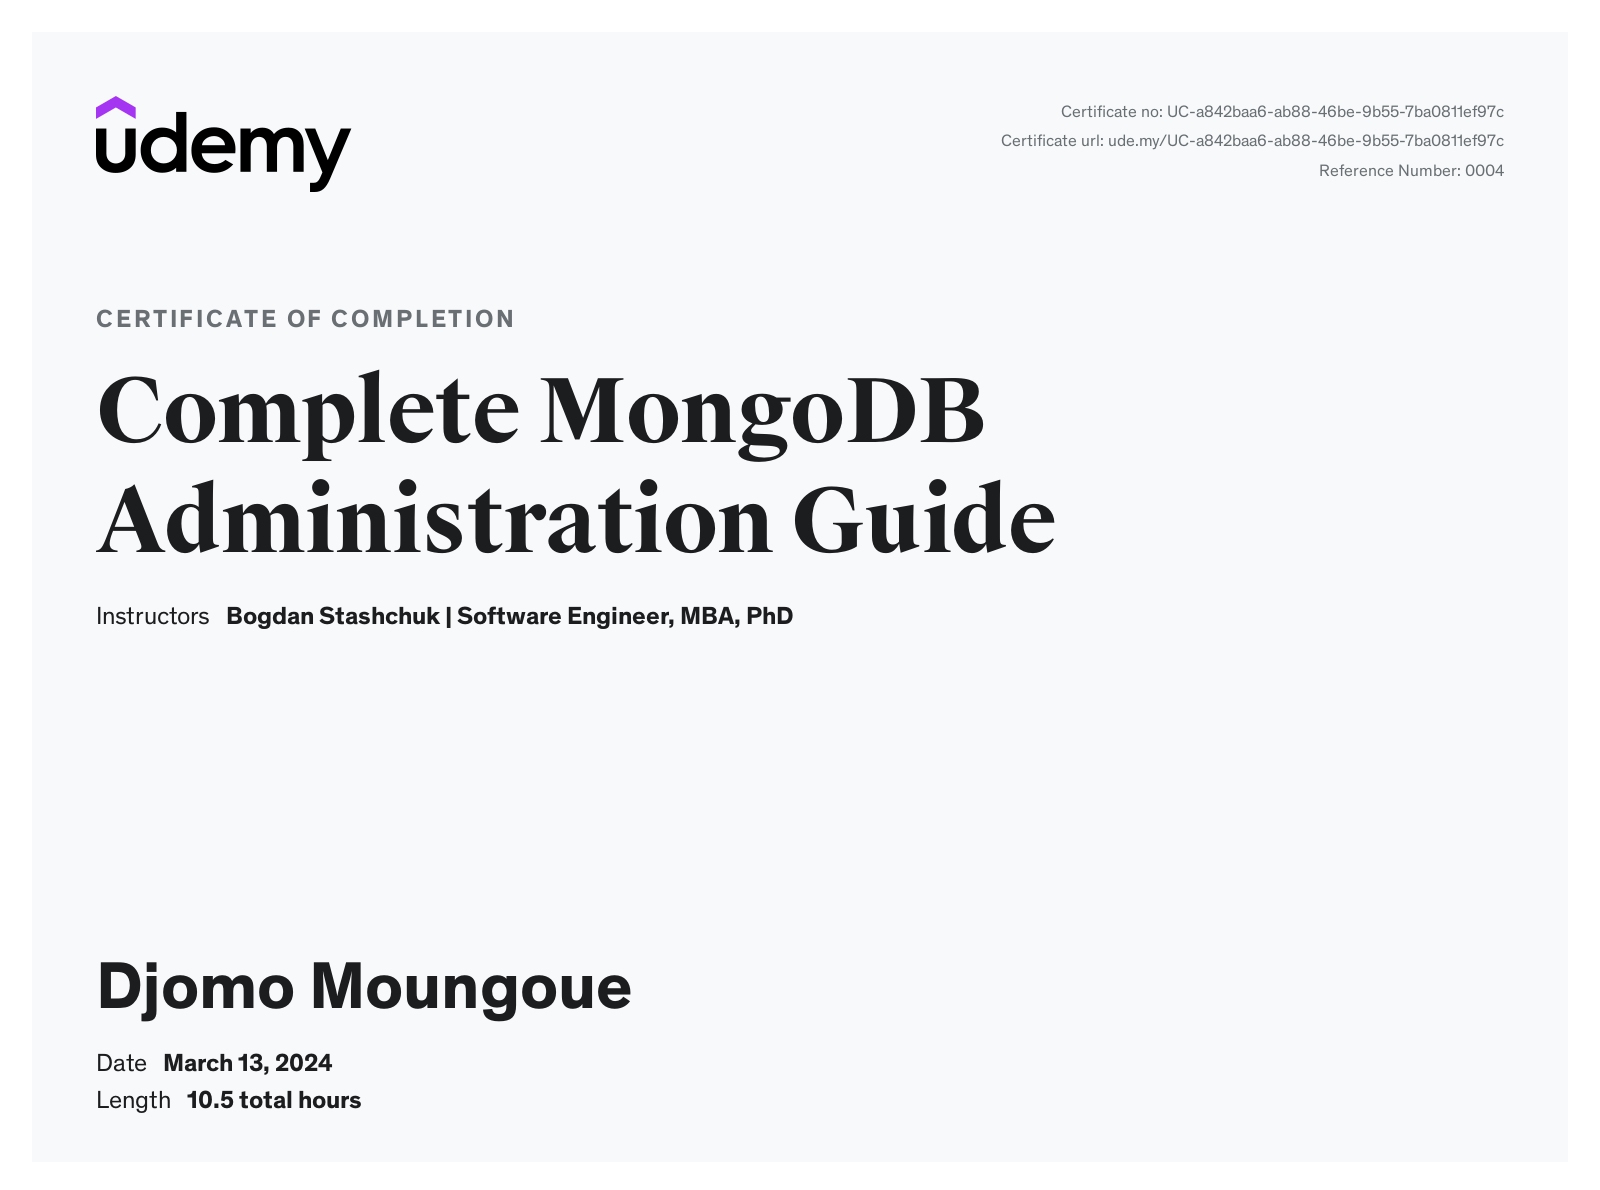 udemy
Certificate no: UC-a842baa6-ab88-46be-9b55-7ba0811ef97c
Certificate url: ude.my/UC-a842baa6-ab88-46be-9b55-7ba0811ef97c
Reference Number: 0004
CERTIFICATE OF COMPLETION
Complete MongoDB
Administration Guide
Instructors Bogdan Stashchuk | Software Engineer, MBA, PhD
Djomo Moungoue
Date March 13, 2024
Length 10.5 total hours